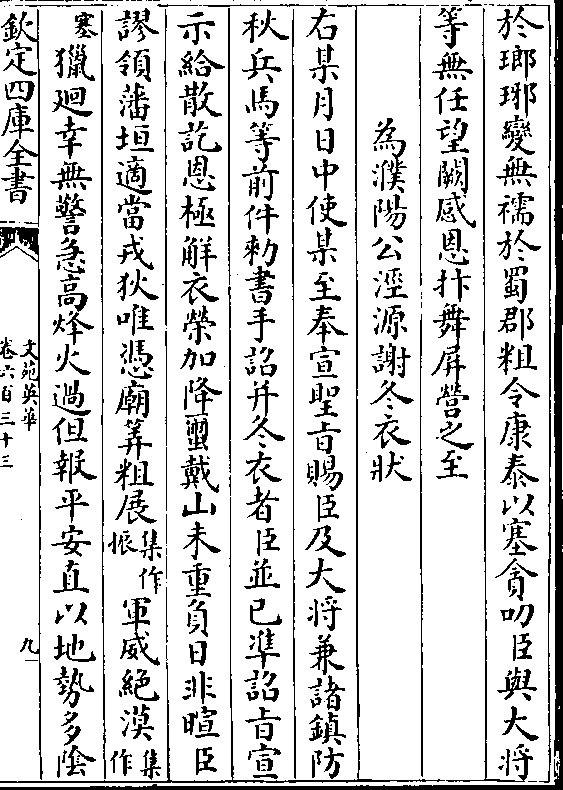 於瑯琊變無襦於蜀郡粗令康泰以塞貪叨臣與大將
等無任望闕感恩抃舞屏營之至
為濮陽公涇源謝冬衣狀
右某月日中使某至奉宣聖㫖賜臣及大將兼諸鎮防
秋兵馬等前件勅書手詔并冬衣者臣並已準詔㫖宣
示給散訖恩極解衣榮加降璽戴山未重負日非暄臣
謬領藩垣適當戎狄唯憑廟筭粗展集作振軍威絶漠集作
塞獵廻幸無警急高烽火過但報平安直以地勢多陰
欽定四庫全書
文苑英華
卷六百三十三
九